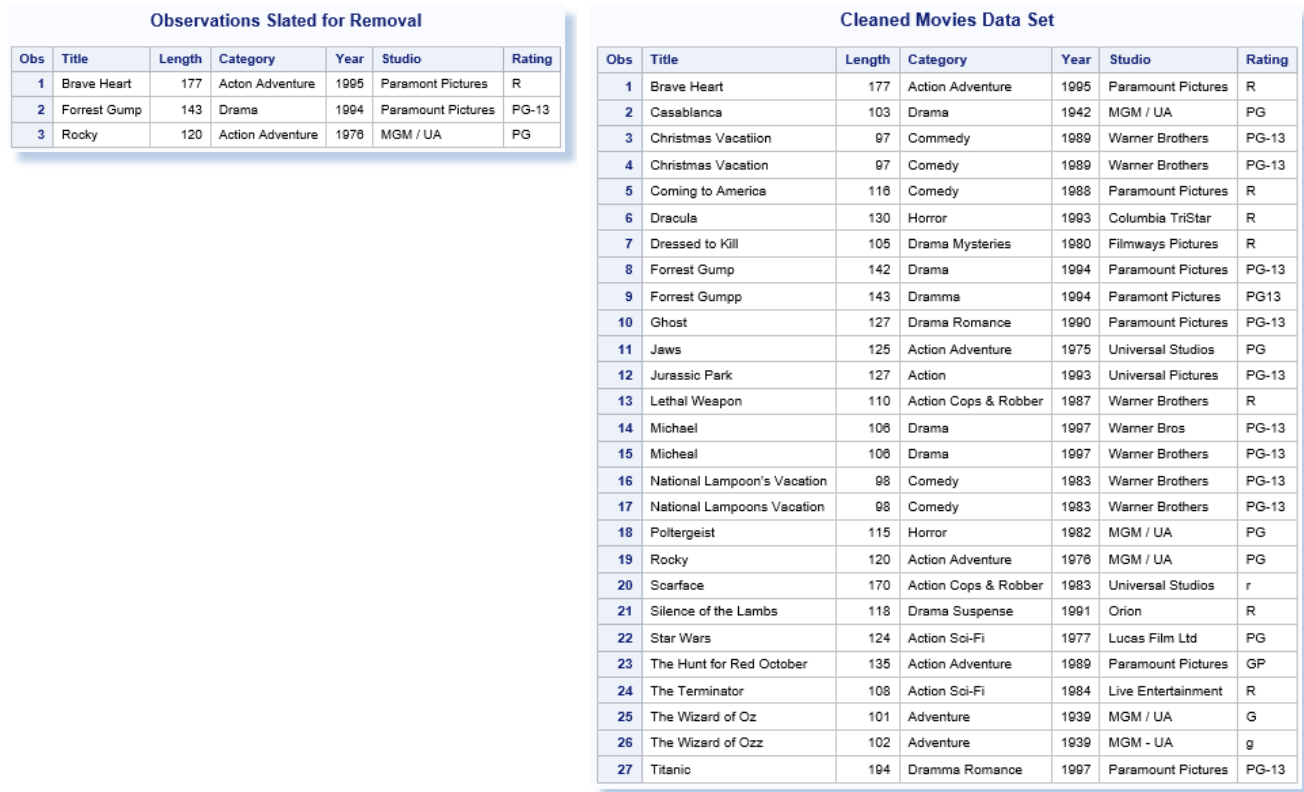 Observations Slated for Removal
Obs Title Length Category Year Studio Rating
1 Brave Heart 177 Acton Adventure 1995 Paramont Pictures R
2 Forrest Gump 143 Drama 1994 Paramount Pictures PG-13
3 Rocky 120 Action Adventure 1976 MGM / UA PG
Cleaned Movies Data Set
Obs Title Length Category Year Studio Rating
1 Brave Heart 177 Action Adventure 1995 Paramount Pictures R
2 Casablanca 103 Drama 1942 MGM / UA PG
3 Christmas Vacatiion 97 Commedy 1989 Warner Brothers PG-13
4 Christmas Vacation 97 Comedy 1989 Warner Brothers PG-13
5 Coming to America 116 Comedy 1988 Paramount Pictures R
6 Dracula 130 Horror 1993 Columbia TriStar R
7 Dressed to Kill 105 Drama Mysteries 1980 Filmways Pictures R
8 Forrest Gump 142 Drama 1994 Paramount Pictures PG-13
9 Forrest Gumpp 143 Dramma 1994 Paramont Pictures PG13
10 Ghost 127 Drama Romance 1990 Paramount Pictures PG-13
11 Jaws 125 Action Adventure 1975 Universal Studios PG
12 Jurassic Park 127 Action 1993 Universal Pictures PG-13
13 Lethal Weapon 110 Action Cops & Robber 1987 Warner Brothers R
14 Michael 106 Drama 1997 Warner Bros PG-13
15 Micheal 106 Drama 1997 Warner Brothers PG-13
16 National Lampoon's Vacation 98 Comedy 1983 Warner Brothers PG-13
17 National Lampoons Vacation 98 Comedy 1983 Warner Brothers PG-13
18 Poltergeist 115 Horror 1982 MGM / UA PG
19 Rocky 120 Action Adventure 1976 MGM / UA PG
20 Scarface 170 Action Cops & Robber 1983 Universal Studios r
21 Silence of the Lambs 118 Drama Suspense 1991 Orion R
22 Star Wars 124 Action Sci-Fi 1977 Lucas Film Ltd PG
23 The Hunt for Red October 135 Action Adventure 1989 Paramount Pictures GP
24 The Terminator 108 Action Sci-Fi 1984 Live Entertainment R
25 The Wizard of Oz 101 Adventure 1939 MGM / UA G
26 The Wizard of Ozz 102 Adventure 1939 MGM - UA g
27 Titanic 194 Dramma Romance 1997 Paramount Pictures PG-13